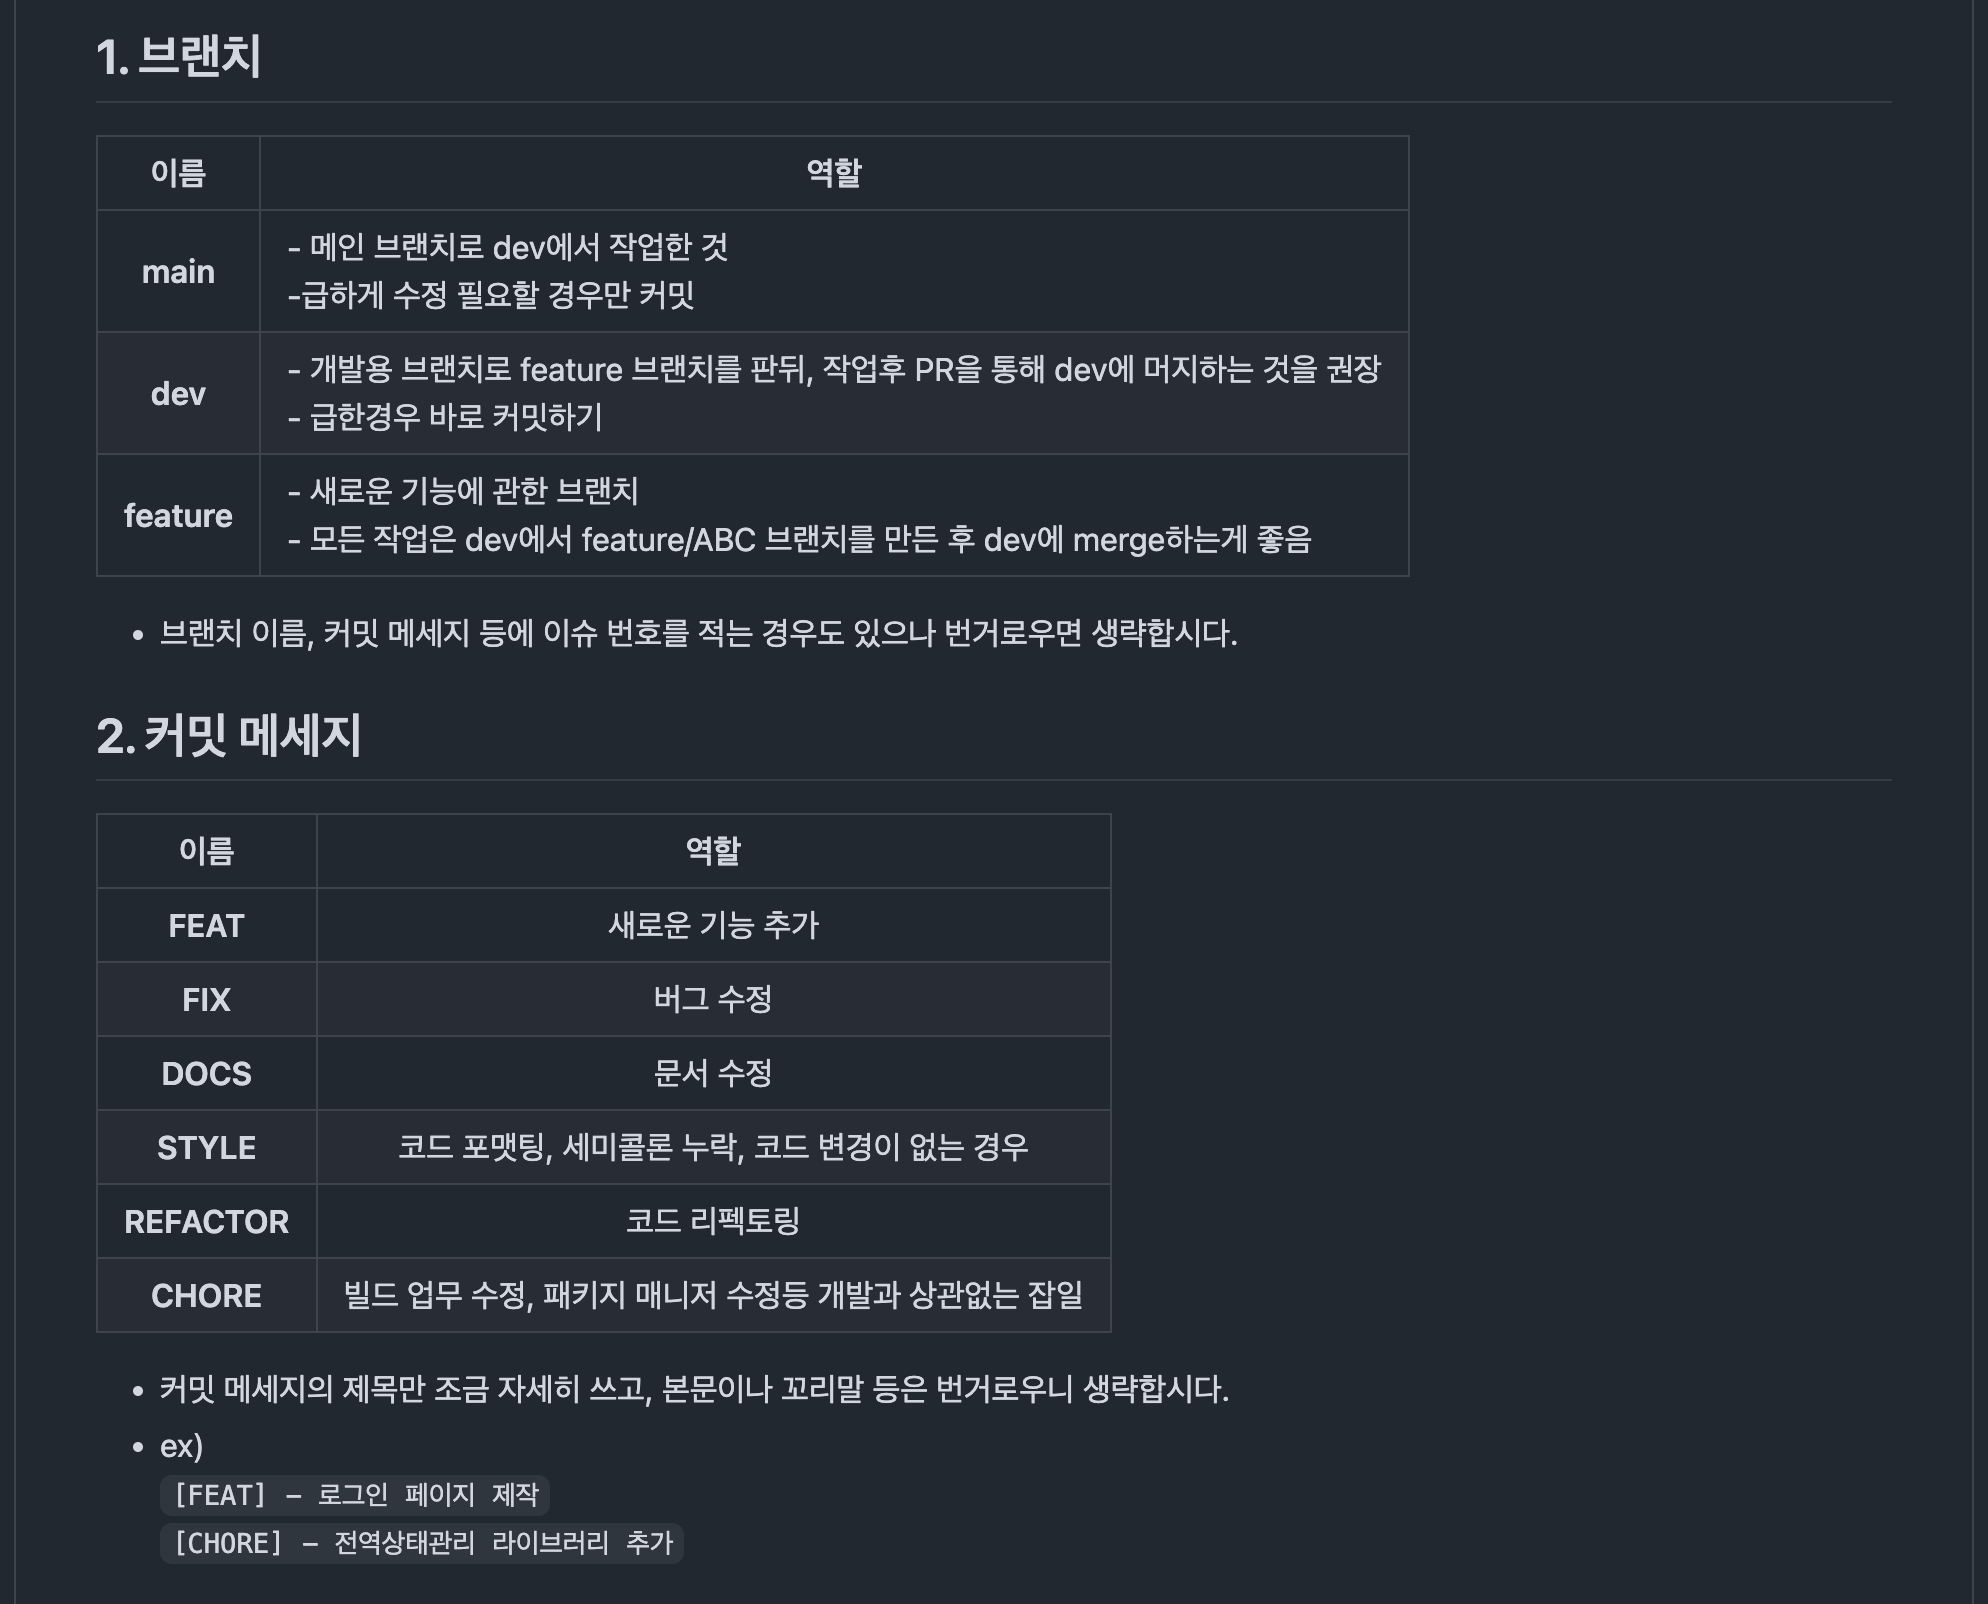 1. 브랜치
이름 역할
main
- 메인 브랜치로 dev에서 작업한 것
-급하게 수정 필요할 경우만 커밋
dev
- 개발용 브랜치로 feature 브랜치를 판뒤, 작업후 PR을 통해 dev에 머지하는 것을 권장
- 급한경우 바로 커밋하기
feature
- 새로운 기능에 관한 브랜치
- 모든 작업은 dev에서 feature/ABC 브랜치를 만든 후 dev에 merge하는게 좋음
• 브랜치 이름, 커밋 메세지 등에 이슈 번호를 적는 경우도 있으나 번거로우면 생략합시다.
2. 커밋 메세지
이름 역할
FEAT 새로운 기능 추가
FIX 버그 수정
DOCS 문서 수정
STYLE 코드 포맷팅, 세미콜론 누락, 코드 변경이 없는 경우
REFACTOR 코드 리펙토링
CHORE 빌드 업무 수정, 패키지 매니저 수정등 개발과 상관없는 잡일
• 커밋 메세지의 제목만 조금 자세히 쓰고, 본문이나 꼬리말 등은 번거로우니 생략합시다.
• ex)
[FEAT] – 로그인 페이지 제작
[CHORE] – 전역상태관리 라이브러리 추가